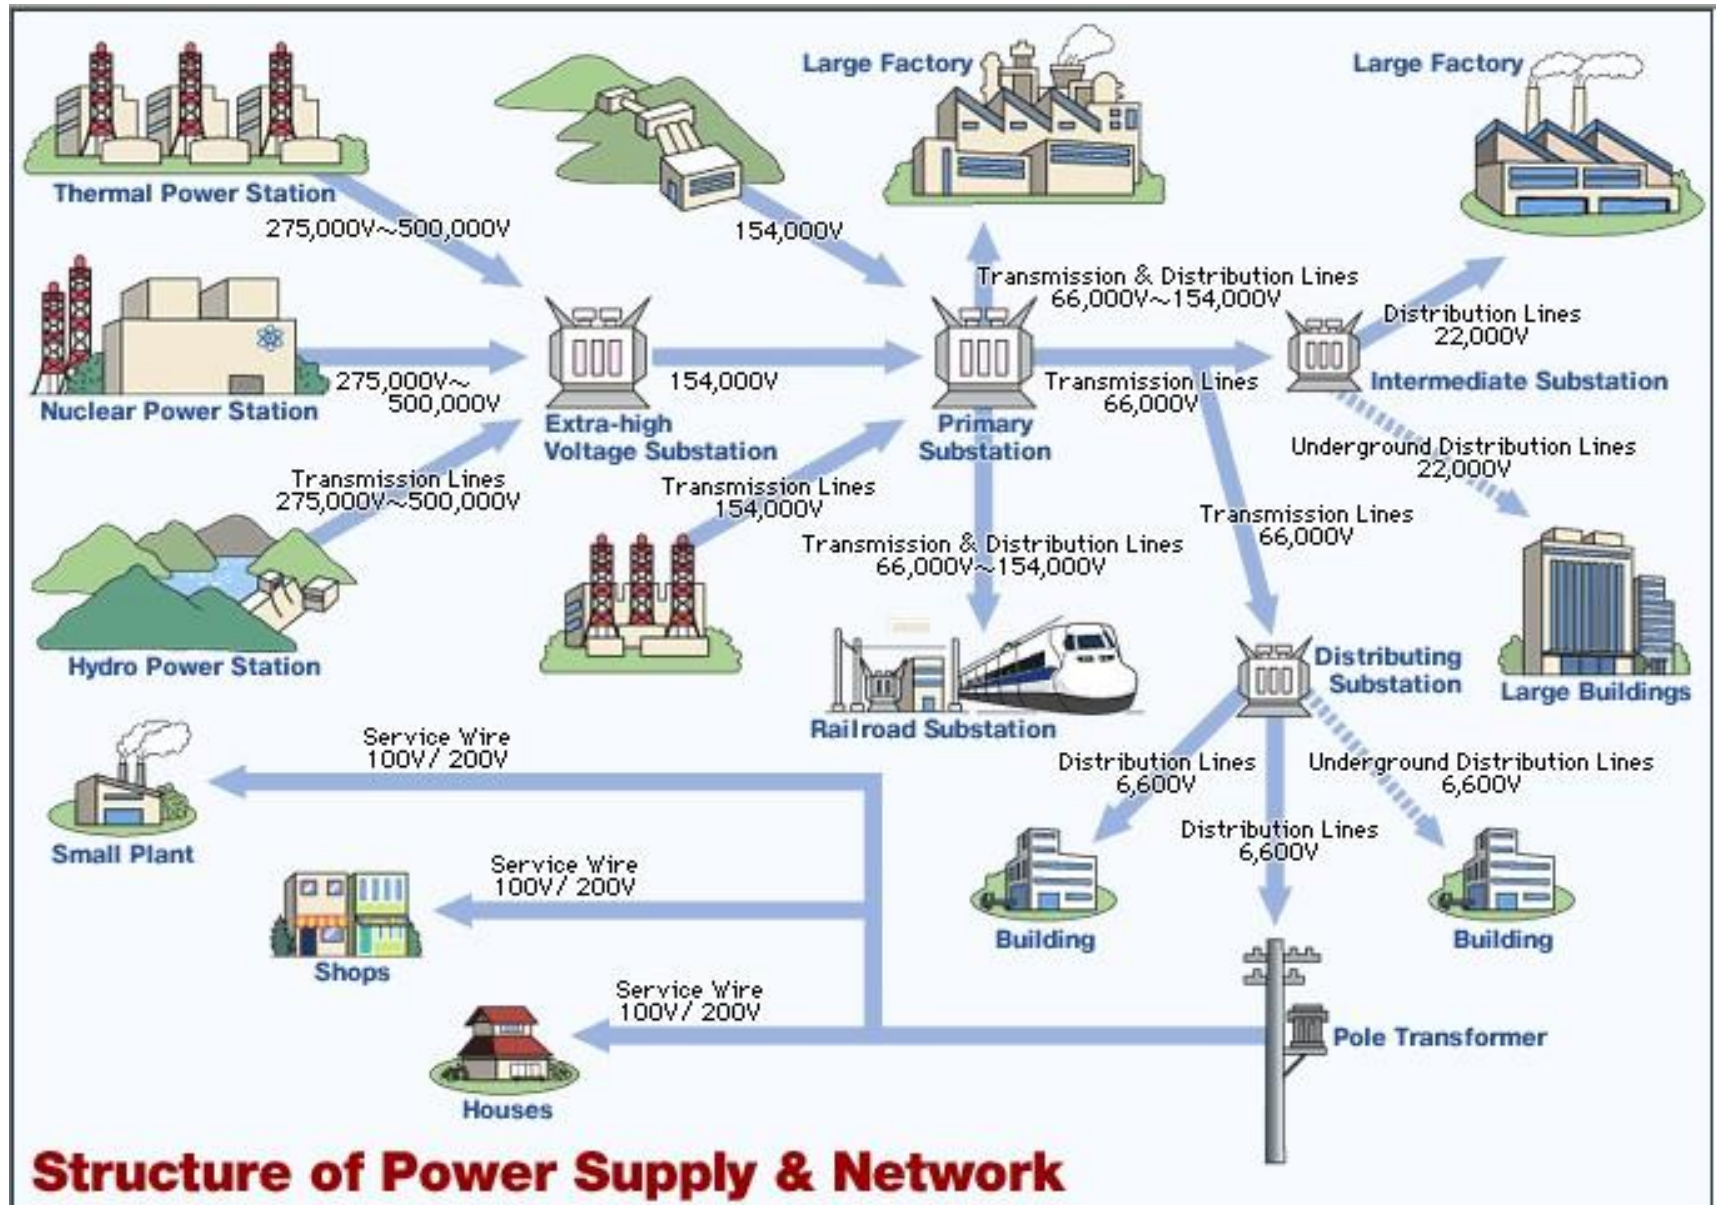 Large Factory
Large Factory
Thermal Power Station
275,000V~500,000V
154,000V
Transmission & Distribution Lines
66,000V~154,000V
Distribution Lines
22,000V
275,000V~
500,000V
154,000V
Transmission Lines
66,000V
Intermediate Substation
Nuclear Power Station
Extra-high
Voltage Substation
Primary
Substation
Underground Distribution Lines
22,000V
Transmission Lines
275,000V~500,000V
Transmission Lines
154,000V
Transmission Lines
66,000V
Transmission & Distribution Lines
66,000V~154,000V
Hydro Power Station
Distributing
Substation
Large Buildings
Railroad Substation
Service Wire
100V/ 200V
Distribution Lines
6,600V
Underground Distribution Lines
6,600V
Distribution Lines
6,600V
Small Plant
Service Wire
100V/ 200V
Building
Building
Shops
Service Wire
100V/ 200V
Pole Transformer
Houses
Structure of Power Supply & Network